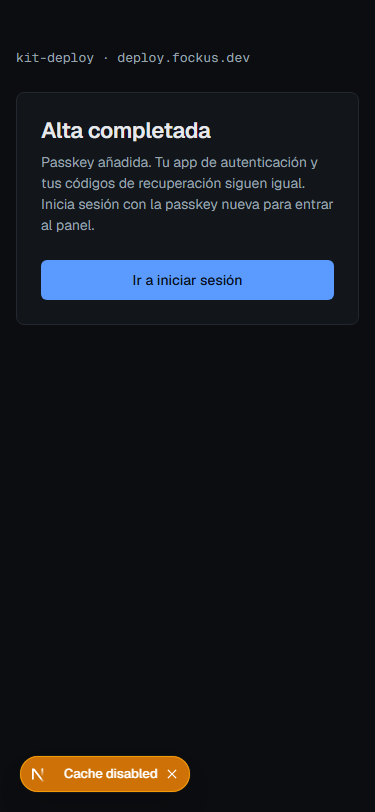 kit-deploy · deploy.fockus.dev
Alta completada
Passkey añadida. Tu app de autenticación y
tus códigos de recuperación siguen igual.
Inicia sesión con la passkey nueva para entrar
al panel.
Ir a iniciar sesión
Cache disabled